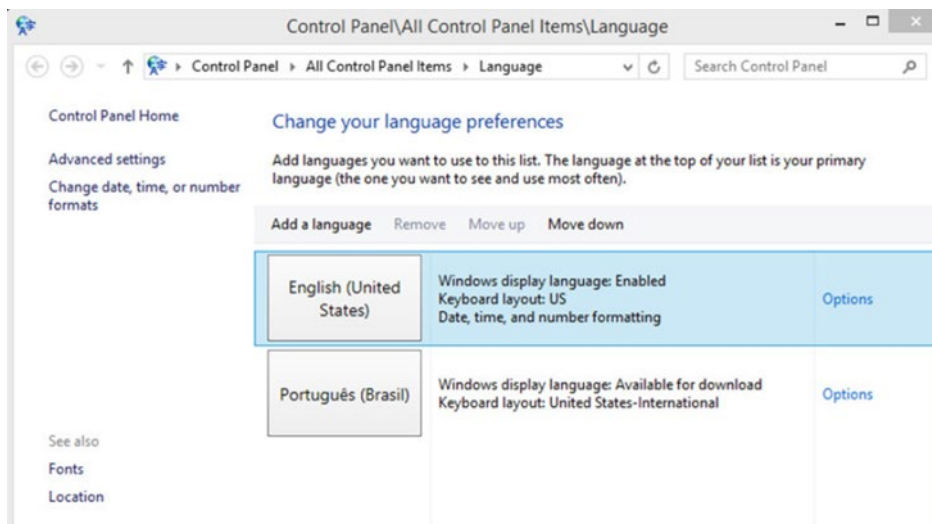 Control Panel\All Control Panel Items\Language
Control Panel
All Control Panel Items
Language
Search Control Panel
Control Panel Home
Advanced settings
Change date, time, or number
formats
See also
Fonts
Location
Change your language preferences
Add languages you want to use to this list. The language at the top of your list is your primary
language (the one you want to see and use most often).
Add a language Remove Move up Move down
English (United
States)
Windows display language: Enabled
Keyboard layout: US
Date, time, and number formatting
Options
Português (Brasil)
Windows display language: Available for download
Keyboard layout: United States-International
Options